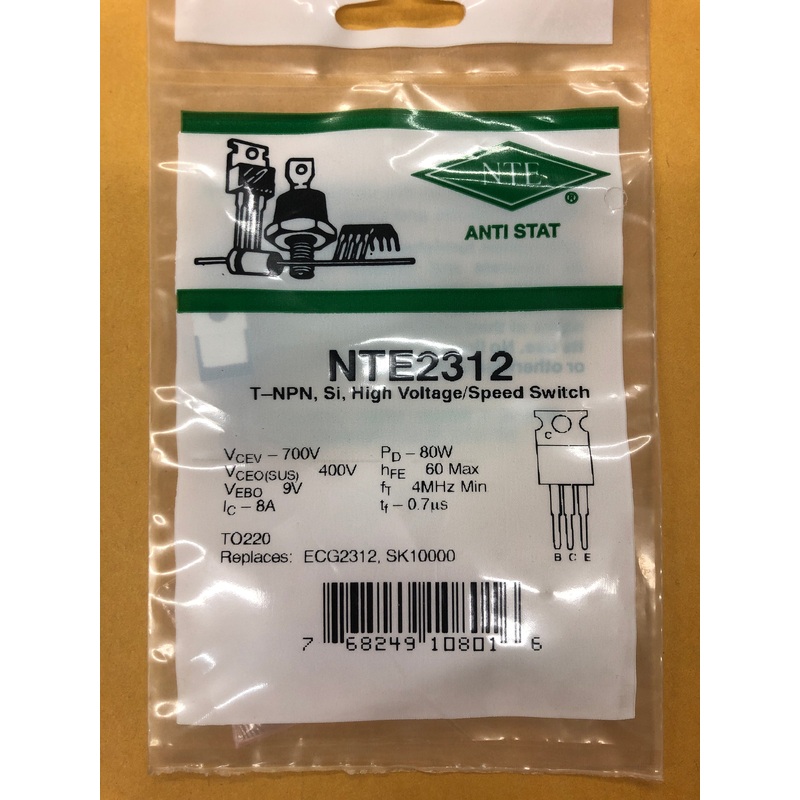 NTE
®
ANTI STAT
NTE2312
T–NPN, Si, High Voltage/Speed Switch
C
VCEV – 700V PD – 80W
VCEO(SUS) 400V hFE 60 Max
VEBO 9V fT 4MHz Min
IC – 8A tf – 0.7µs
B C E
TO220
Replaces: ECG2312, SK10000
7 68249 10801 6